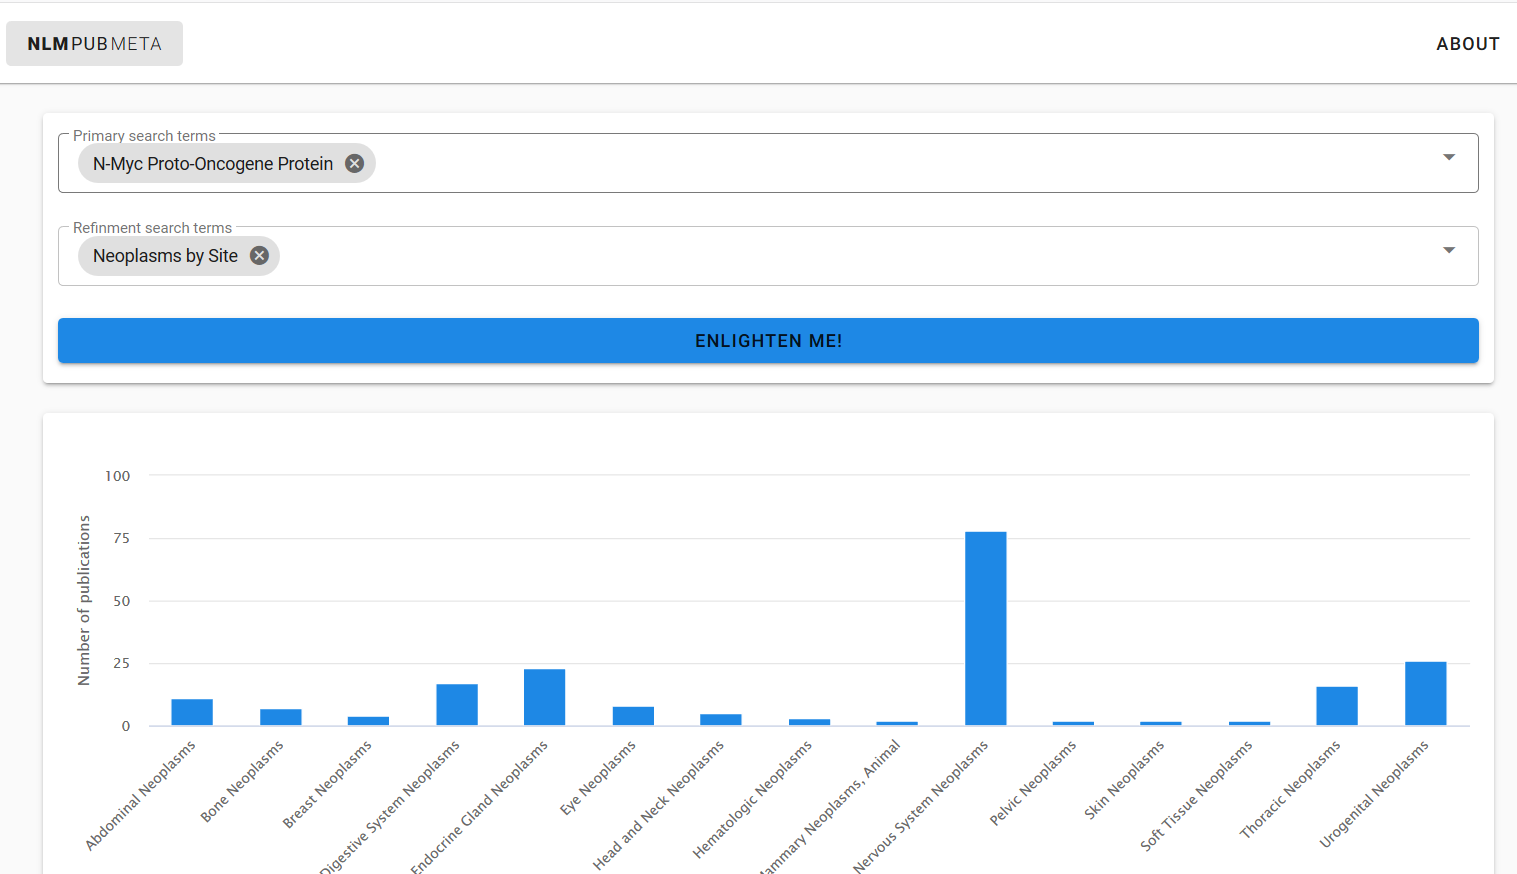 NLMPUBMETA
ABOUT
Primary search terms
N-Myc Proto-Oncogene Protein
Refinment search terms
Neoplasms by Site
ENLIGHTEN ME!
Number of publications
100
75
50
25
0
Abdominal Neoplasms
Bone Neoplasms
Breast Neoplasms
Digestive System Neoplasms
Endocrine Gland Neoplasms
Eye Neoplasms
Head and Neck Neoplasms
Hematologic Neoplasms
ammary Neoplasms, Animal
Nervous System Neoplasms
Pelvic Neoplasms
Skin Neoplasms
Soft Tissue Neoplasms
Thoracic Neoplasms
Urogenital Neoplasms